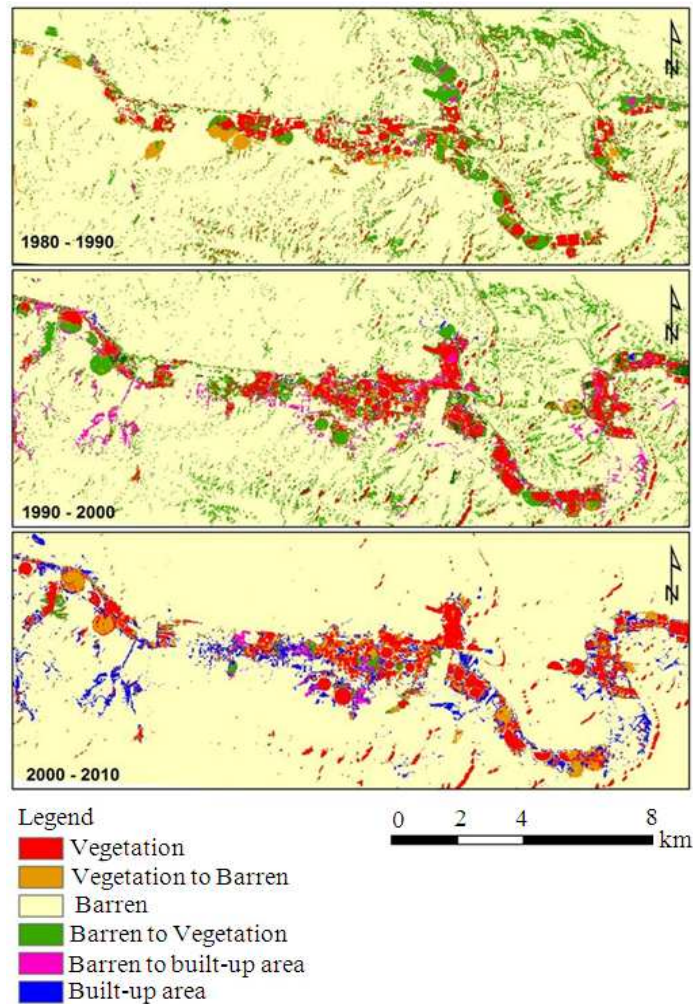 N
1980 - 1990
N
1990 - 2000
N
2000 - 2010
Legend
Vegetation
Vegetation to Barren
Barren
Barren to Vegetation
Barren to built-up area
Built-up area
0 2 4 8
km